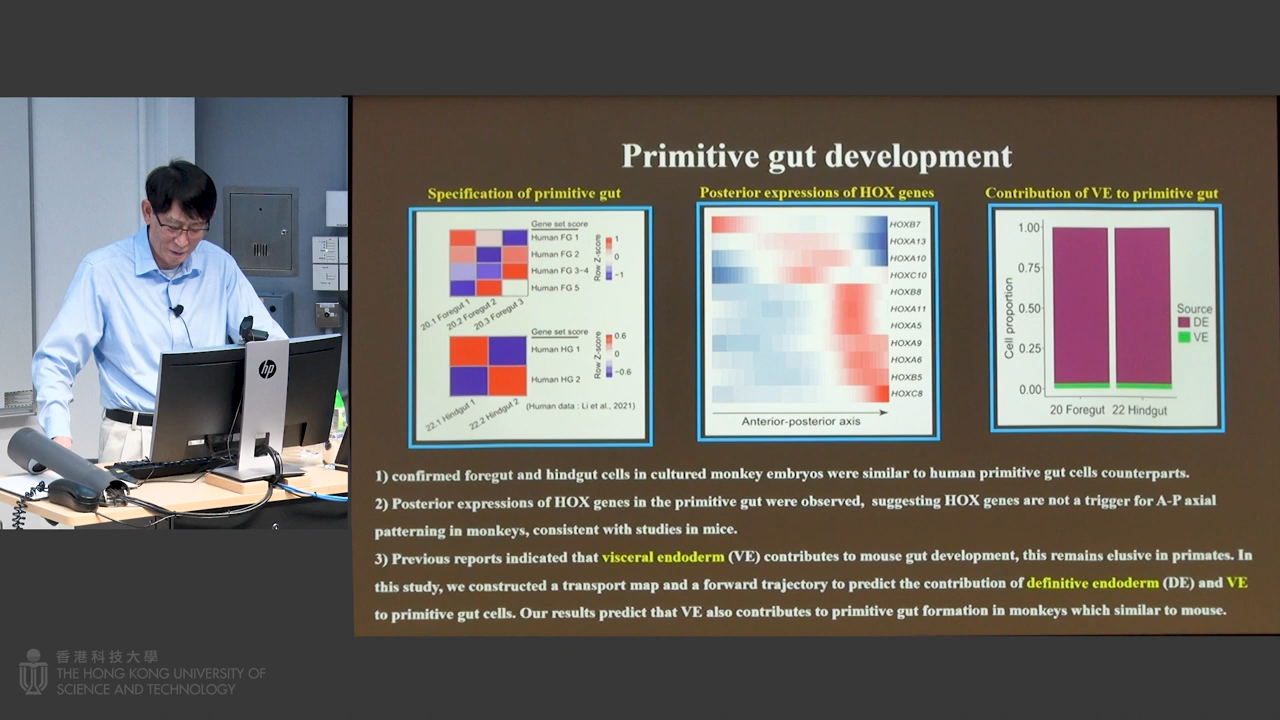 Primitive gut development
Specification of primitive gut
Gene set score
Human FG 1
Human FG 2
Human FG 3-4
Human FG 5
1
0
-1
Row Z-score
20.1 Foregut 1
20.2 Foregut 2
20.3 Foregut 3
Gene set score
Human HG 1
Human HG 2
0.6
0
-0.6
Row Z-score
22.1 Hindgut 1
22.2 Hindgut 2
(Human data : Li et al., 2021)
Posterior expressions of HOX genes
HOXB7
HOXA13
HOXA10
HOXC10
HOXB8
HOXA11
HOXA5
HOXA9
HOXA6
HOXB5
HOXC8
Anterior-posterior axis
Contribution of VE to primitive gut
1.00
0.75
0.50
0.25
0.00
Cell proportion
Source
DE
VE
20 Foregut 22 Hindgut
1) confirmed foregut and hindgut cells in cultured monkey embryos were similar to human primitive gut cells counterparts.
2) Posterior expressions of HOX genes in the primitive gut were observed, suggesting HOX genes are not a trigger for A-P axial
patterning in monkeys, consistent with studies in mice.
3) Previous reports indicated that visceral endoderm (VE) contributes to mouse gut development, this remains elusive in primates. In
this study, we constructed a transport map and a forward trajectory to predict the contribution of definitive endoderm (DE) and VE
to primitive gut cells. Our results predict that VE also contributes to primitive gut formation in monkeys which similar to mouse.
hp
香港科技大學
THE HONG KONG UNIVERSITY OF
SCIENCE AND TECHNOLOGY